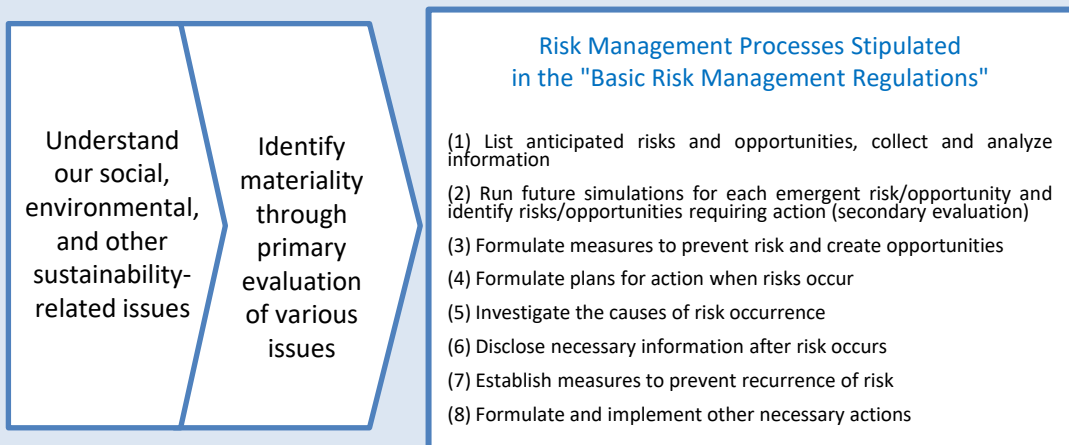 Understand
our social,
environmental,
and other
sustainability-
related issues
Identify
materiality
through
primary
evaluation
of various
issues
Risk Management Processes Stipulated
in the "Basic Risk Management Regulations"
(1) List anticipated risks and opportunities, collect and analyze
information
(2) Run future simulations for each emergent risk/opportunity and
identify risks/opportunities requiring action (secondary evaluation)
(3) Formulate measures to prevent risk and create opportunities
(4) Formulate plans for action when risks occur
(5) Investigate the causes of risk occurrence
(6) Disclose necessary information after risk occurs
(7) Establish measures to prevent recurrence of risk
(8) Formulate and implement other necessary actions